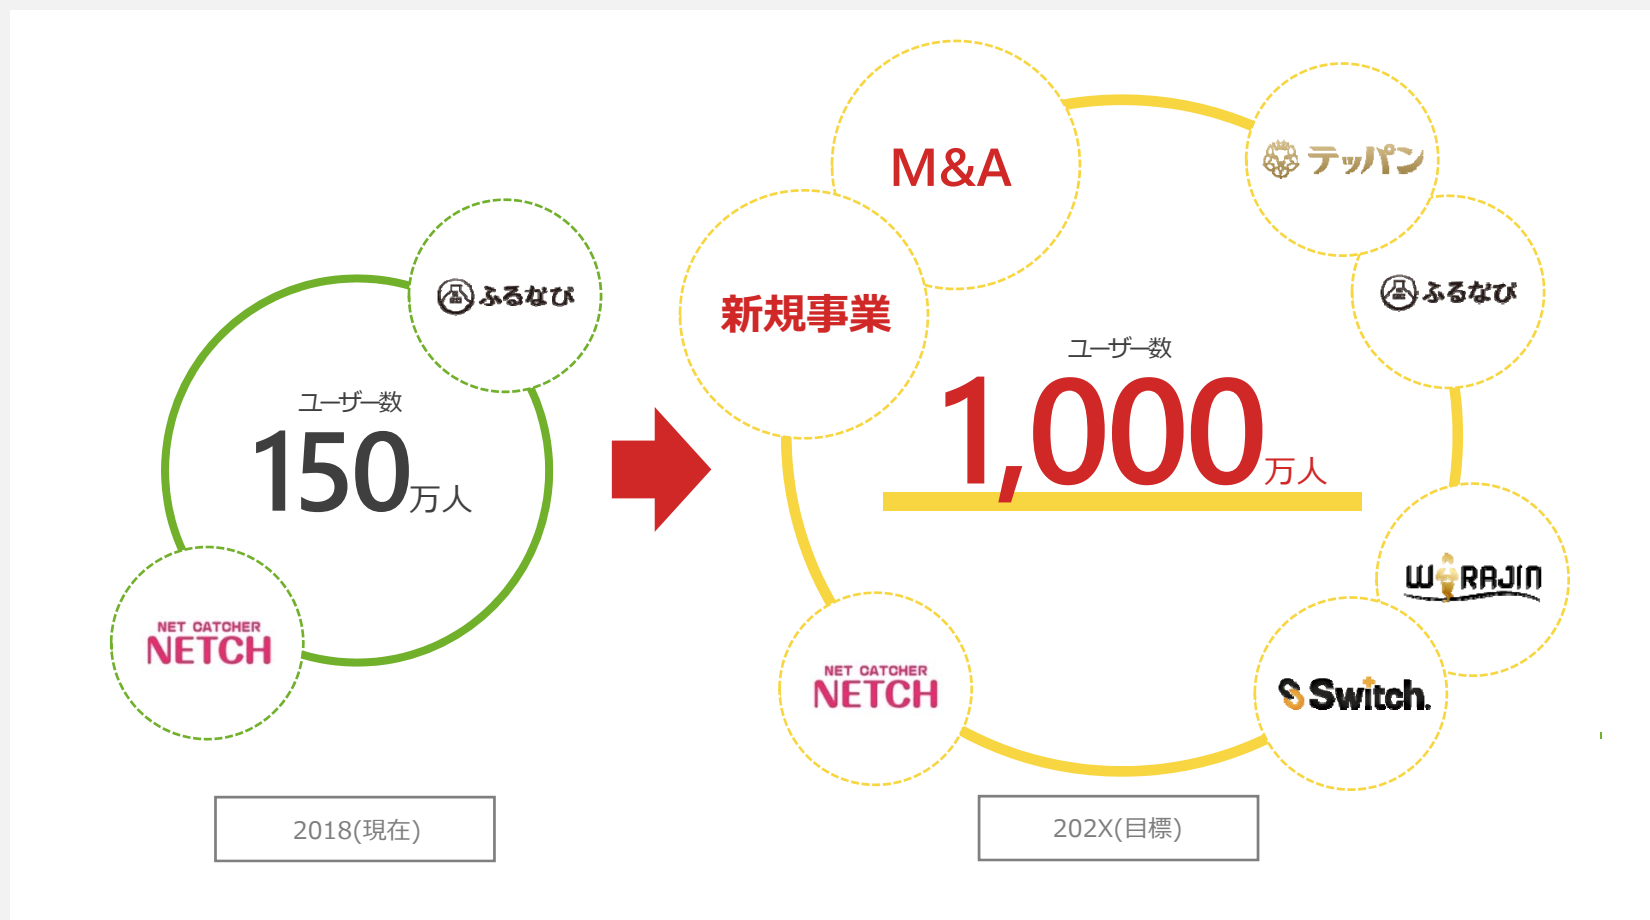 ふるなび
ユーザー数
150万人
NET CATCHER
NETCH
2018(現在)
M&A
テッパン
新規事業
ふるなび
ユーザー数
1,000万人
WARAJIN
NET CATCHER
NETCH
Switch.
202X(目標)